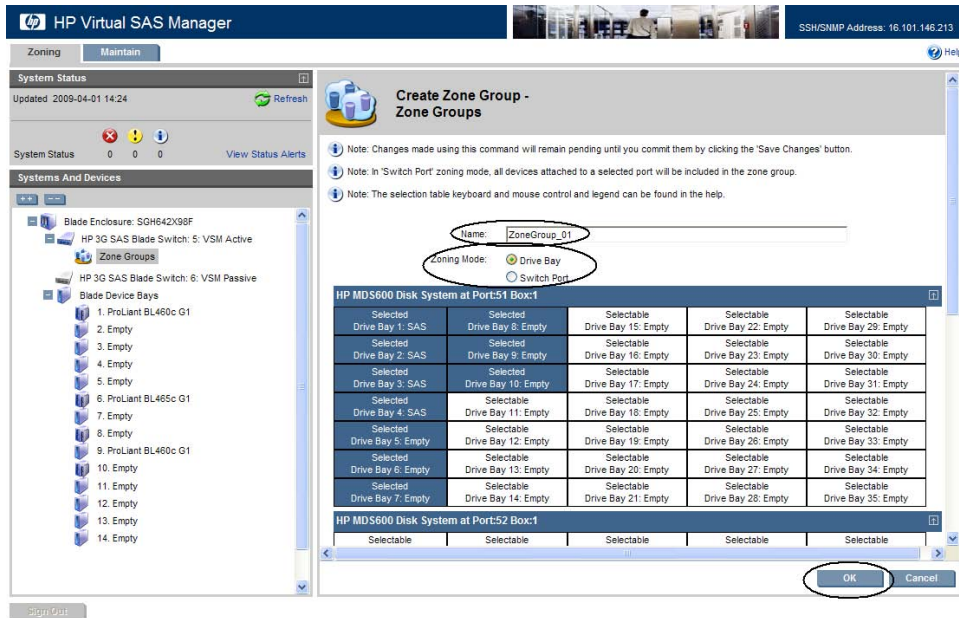 HP Virtual SAS Manager
SSH/SNMP Address: 16.101.146.213
Zoning
Maintain
Help
System Status
Updated 2009-04-01 14:24
Refresh
System Status 0 0 0 View Status Alerts
Systems And Devices
Blade Enclosure: SGH642X98F
HP 3G SAS Blade Switch: 5: VSM Active
Zone Groups
HP 3G SAS Blade Switch: 6: VSM Passive
Blade Device Bays
1. ProLiant BL460c G1
2. Empty
3. Empty
4. Empty
5. Empty
6. ProLiant BL465c G1
7. Empty
8. Empty
9. ProLiant BL460c G1
10. Empty
11. Empty
12. Empty
13. Empty
14. Empty
Create Zone Group -
Zone Groups
Note: Changes made using this command will remain pending until you commit them by clicking the 'Save Changes' button.
Note: In 'Switch Port' zoning mode, all devices attached to a selected port will be included in the zone group.
Note: The selection table keyboard and mouse control and legend can be found in the help.
Name: ZoneGroup_01
Zoning Mode: Drive Bay
Switch Port
HP MDS600 Disk System at Port:51 Box:1
Selected Selected Selectable Selectable Selectable
Drive Bay 1: SAS Drive Bay 8: Empty Drive Bay 15: Empty Drive Bay 22: Empty Drive Bay 29: Empty
Selected Selected Selectable Selectable Selectable
Drive Bay 2: SAS Drive Bay 9: Empty Drive Bay 16: Empty Drive Bay 23: Empty Drive Bay 30: Empty
Selected Selected Selectable Selectable Selectable
Drive Bay 3: SAS Drive Bay 10: Empty Drive Bay 17: Empty Drive Bay 24: Empty Drive Bay 31: Empty
Selected Selectable Selectable Selectable Selectable
Drive Bay 4: SAS Drive Bay 11: Empty Drive Bay 18: Empty Drive Bay 25: Empty Drive Bay 32: Empty
Selected Selectable Selectable Selectable Selectable
Drive Bay 5: Empty Drive Bay 12: Empty Drive Bay 19: Empty Drive Bay 26: Empty Drive Bay 33: Empty
Selected Selectable Selectable Selectable Selectable
Drive Bay 6: Empty Drive Bay 13: Empty Drive Bay 20: Empty Drive Bay 27: Empty Drive Bay 34: Empty
Selected Selectable Selectable Selectable Selectable
Drive Bay 7: Empty Drive Bay 14: Empty Drive Bay 21: Empty Drive Bay 28: Empty Drive Bay 35: Empty
HP MDS600 Disk System at Port:52 Box:1
Selectable Selectable Selectable Selectable Selectable
OK Cancel
Sign Out